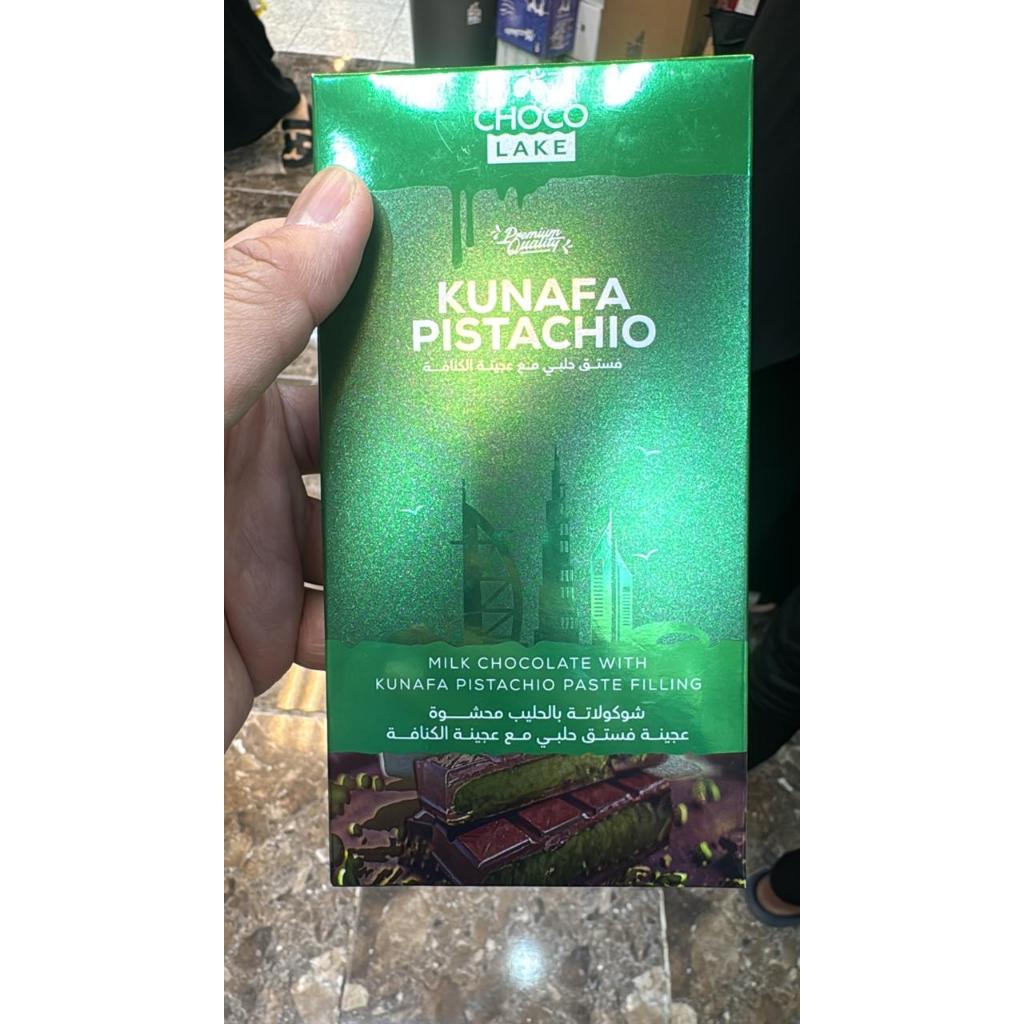 CHOCO
LAKE
Premium
Quality
KUNAFA
PISTACHIO
فستق حلبي مع عجينة الكنافة
MILK CHOCOLATE WITH
KUNAFA PISTACHIO PASTE FILLING
شوكولاتة بالحليب محشوة
عجينة فستق حلبي مع عجينة الكنافة